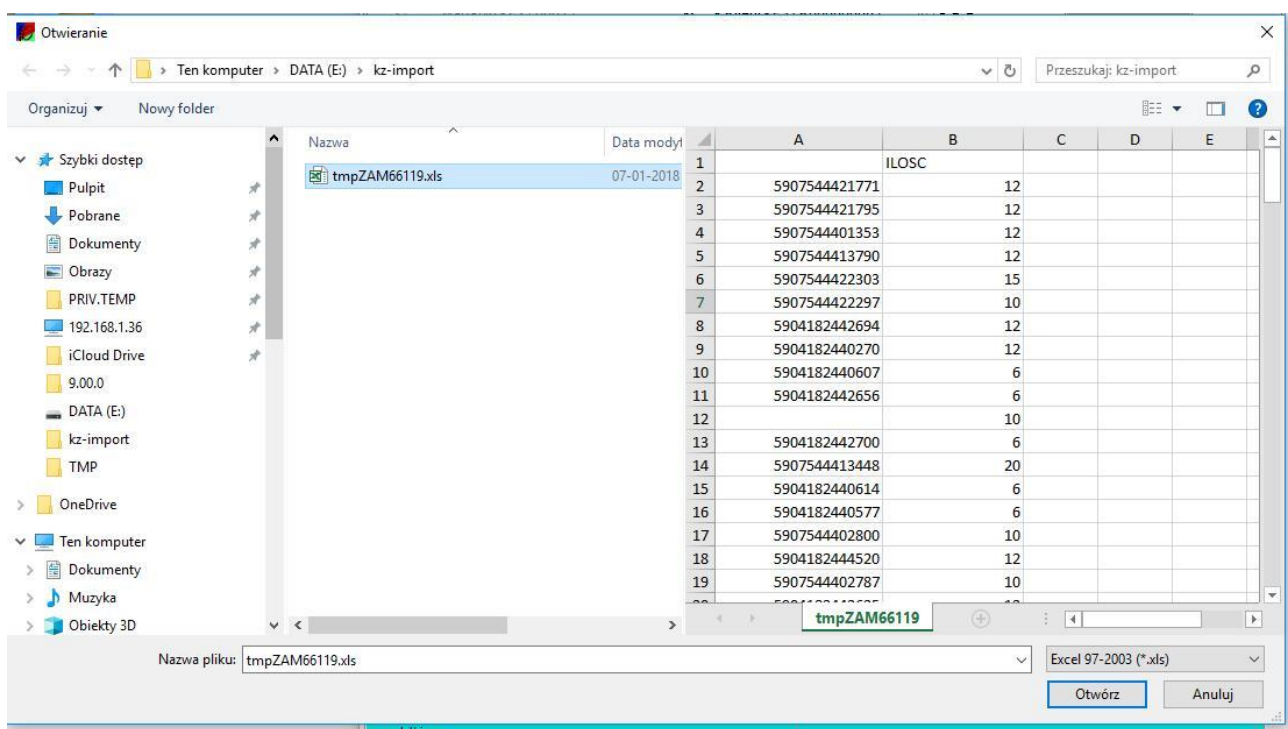 Otwieranie
Ten komputer > DATA (E:) > kz-import
Przeszukaj: kz-import
Organizuj
Nowy folder
Szybki dostęp
Pulpit
Pobrane
Dokumenty
Obrazy
PRIV.TEMP
192.168.1.36
iCloud Drive
9.00.0
DATA (E:)
kz-import
TMP
OneDrive
Ten komputer
Dokumenty
Muzyka
Obiekty 3D
Nazwa Data modyf
tmpZAM66119.xls 07-01-2018
A B C D E
1 ILOSC
2 5907544421771 12
3 5907544421795 12
4 5907544401353 12
5 5907544413790 12
6 5907544422303 15
7 5907544422297 10
8 5904182442694 12
9 5904182440270 12
10 5904182440607 6
11 5904182442656 6
12 10
13 5904182442700 6
14 5907544413448 20
15 5904182440614 6
16 5904182440577 6
17 5907544402800 10
18 5904182444520 12
19 5907544402787 10
tmpZAM66119
Nazwa pliku: tmpZAM66119.xls
Excel 97-2003 (*.xls)
Otwórz Anuluj